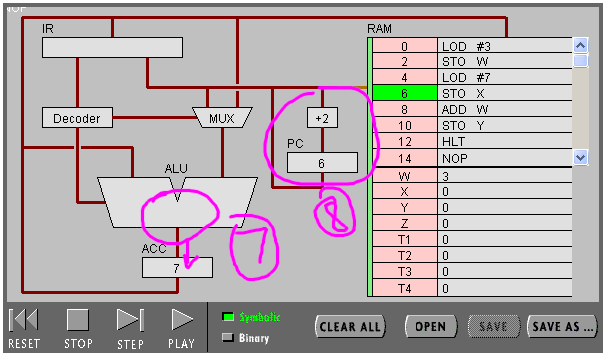 NOP
IR
RAM
0 LOD #3
2 STO W
4 LOD #7
6 STO X
8 ADD W
10 STO Y
12 HLT
14 NOP
W 3
X 0
Y 0
Z 0
T1 0
T2 0
T3 0
T4 0
Decoder
MUX
+2
PC
6
8
ALU
7
ACC
7
RESET
STOP
STEP
PLAY
Symbolic
Binary
CLEAR ALL
OPEN
SAVE
SAVE AS ...